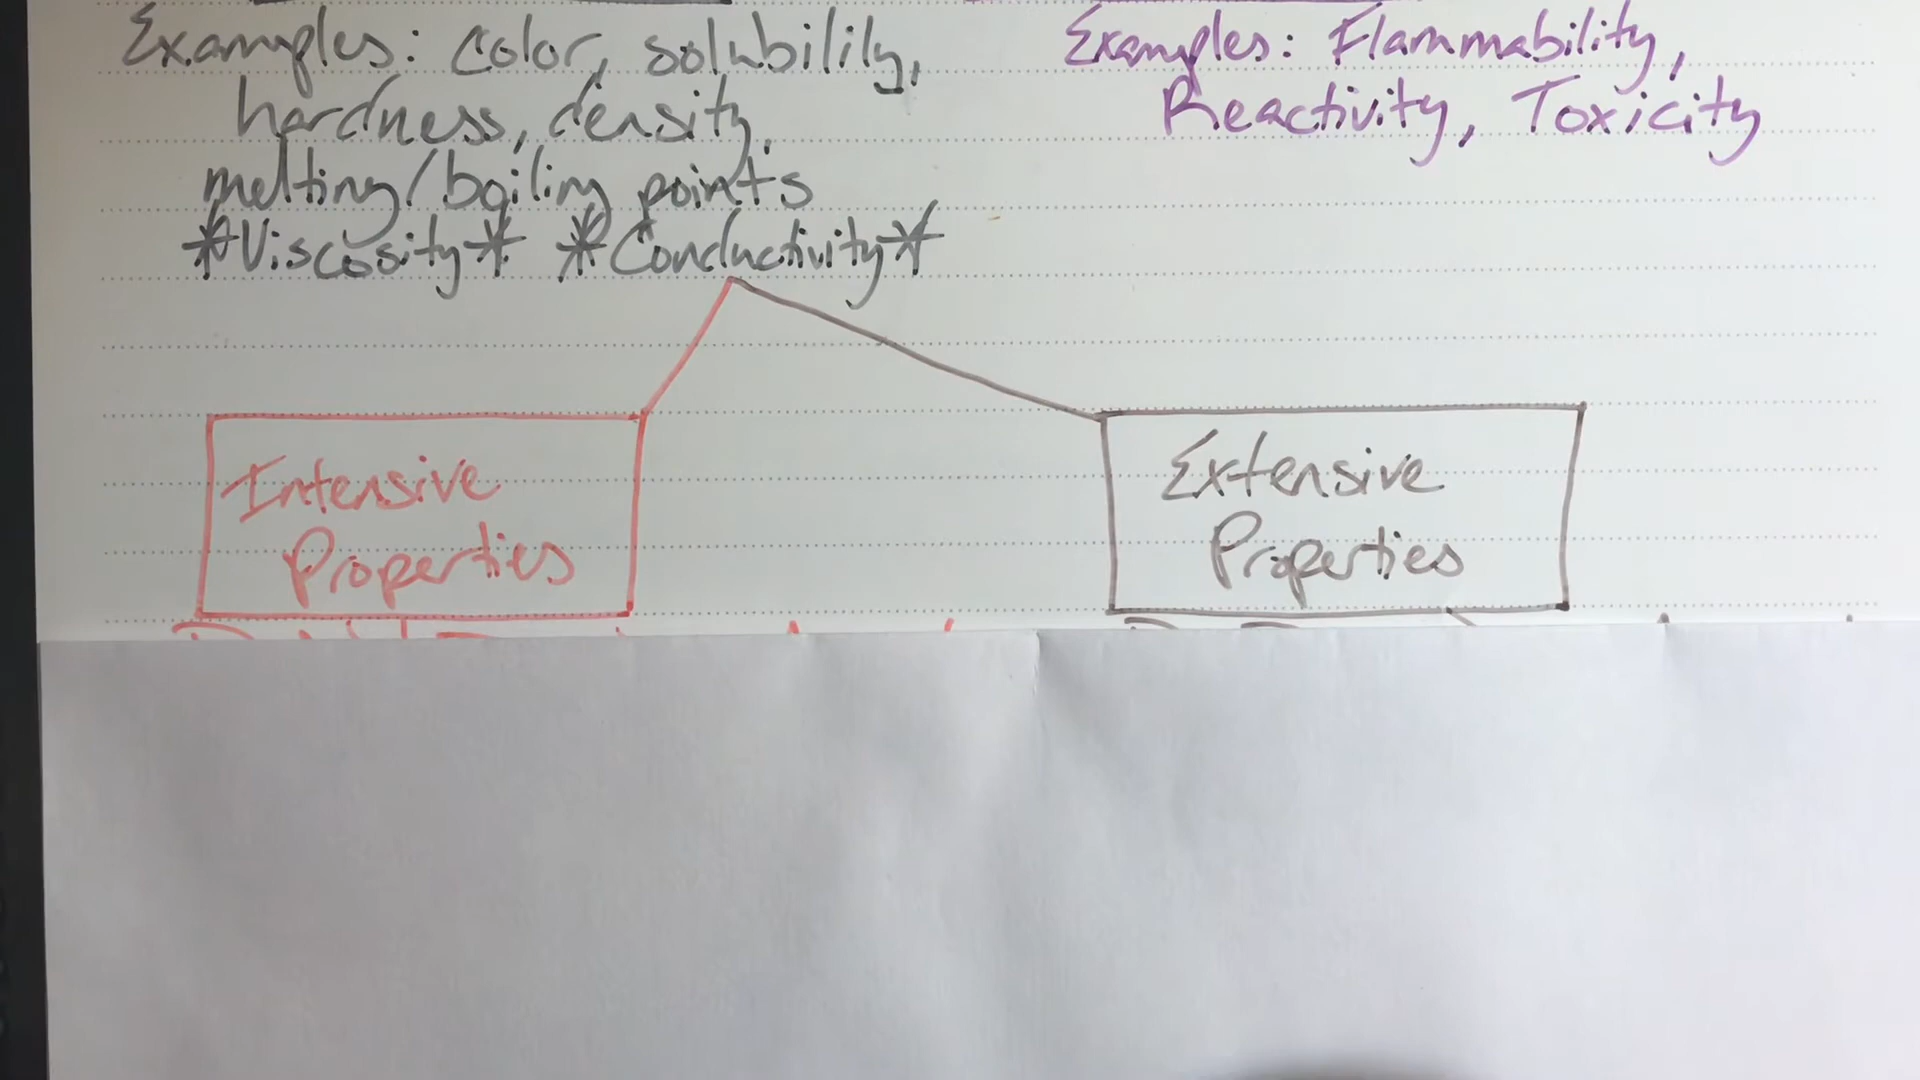 Examples: color, solubility,
hardness, density,
melting/boiling points
*Viscosity* *Conductivity*
Examples: Flammability,
Reactivity, Toxicity
Intensive
Properties
Extensive
Properties